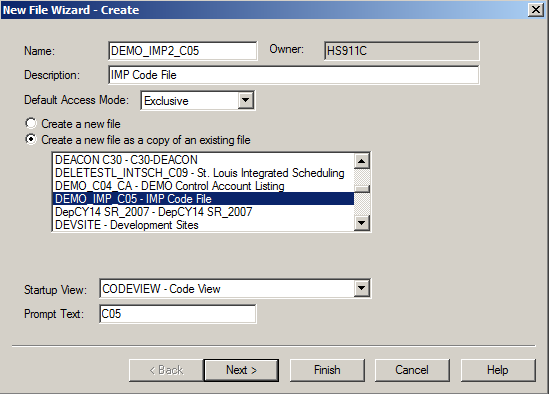 New File Wizard - Create
Name: DEMO_IMP2_C05 Owner: HS911C
Description: IMP Code File
Default Access Mode: Exclusive
Create a new file
Create a new file as a copy of an existing file
DEACON C30 - C30-DEACON
DELETESTL_INTSCH_C09 - St. Louis Integrated Scheduling
DEMO_C04_CA - DEMO Control Account Listing
DEMO_IMP_C05 - IMP Code File
DepCY14 SR_2007 - DepCY14 SR_2007
DEVSITE - Development Sites
Startup View: CODEVIEW - Code View
Prompt Text: C05
< Back Next > Finish Cancel Help